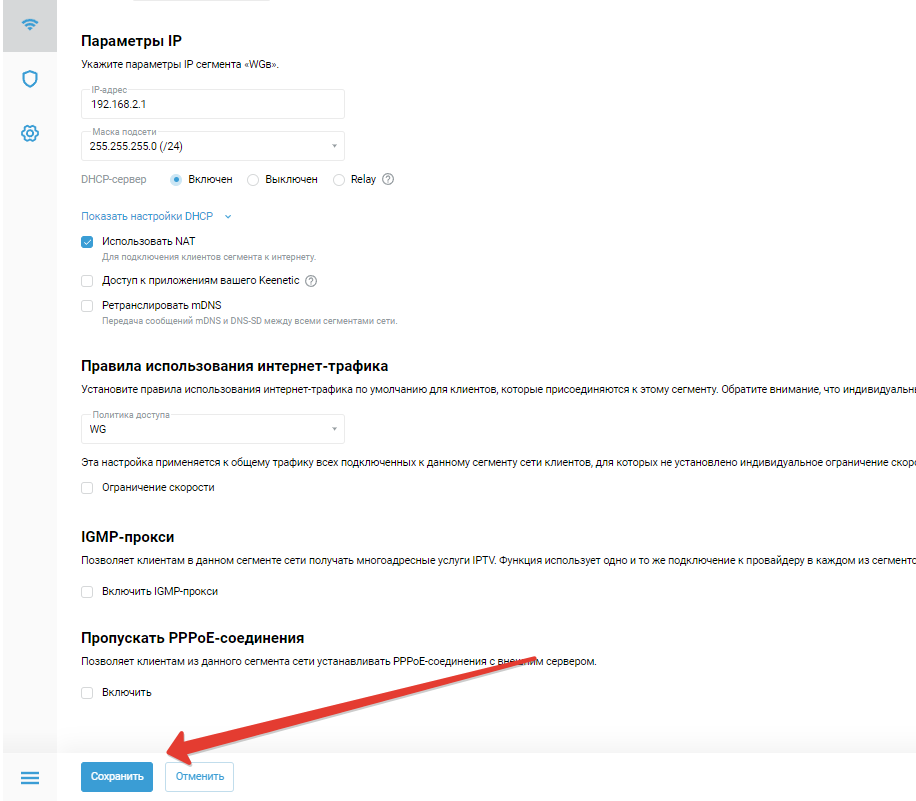 Параметры IP
Укажите параметры IP сегмента «WGв».
IP-адрес
192.168.2.1
Маска подсети
255.255.255.0 (/24)
DHCP-сервер Включен Выключен Relay ?
Показать настройки DHCP
Использовать NAT
Для подключения клиентов сегмента к интернету.
Доступ к приложениям вашего Keenetic ?
Ретранслировать mDNS
Передача сообщений mDNS и DNS-SD между всеми сегментами сети.
Правила использования интернет-трафика
Установите правила использования интернет-трафика по умолчанию для клиентов, которые присоединяются к этому сегменту. Обратите внимание, что индивидуальн
Политика доступа
WG
Эта настройка применяется к общему трафику всех подключенных к данному сегменту сети клиентов, для которых не установлено индивидуальное ограничение скоро
Ограничение скорости
IGMP-прокси
Позволяет клиентам в данном сегменте сети получать многоадресные услуги IPTV. Функция использует одно и то же подключение к провайдеру в каждом из сегменто
Включить IGMP-прокси
Пропускать PPPoE-соединения
Позволяет клиентам из данного сегмента сети устанавливать PPPoE-соединения с внешним сервером.
Включить
Сохранить Отменить